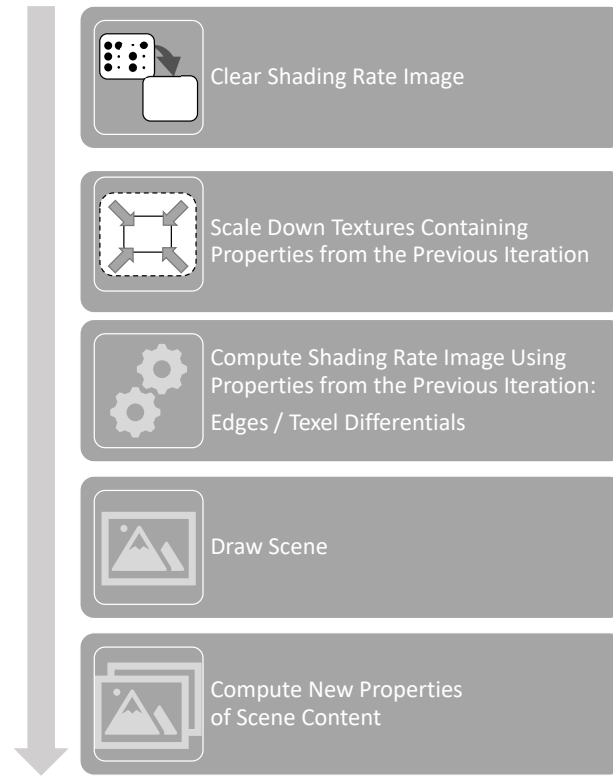 Clear Shading Rate Image
Scale Down Textures Containing
Properties from the Previous Iteration
Compute Shading Rate Image Using
Properties from the Previous Iteration:
Edges / Texel Differentials
Draw Scene
Compute New Properties
of Scene Content